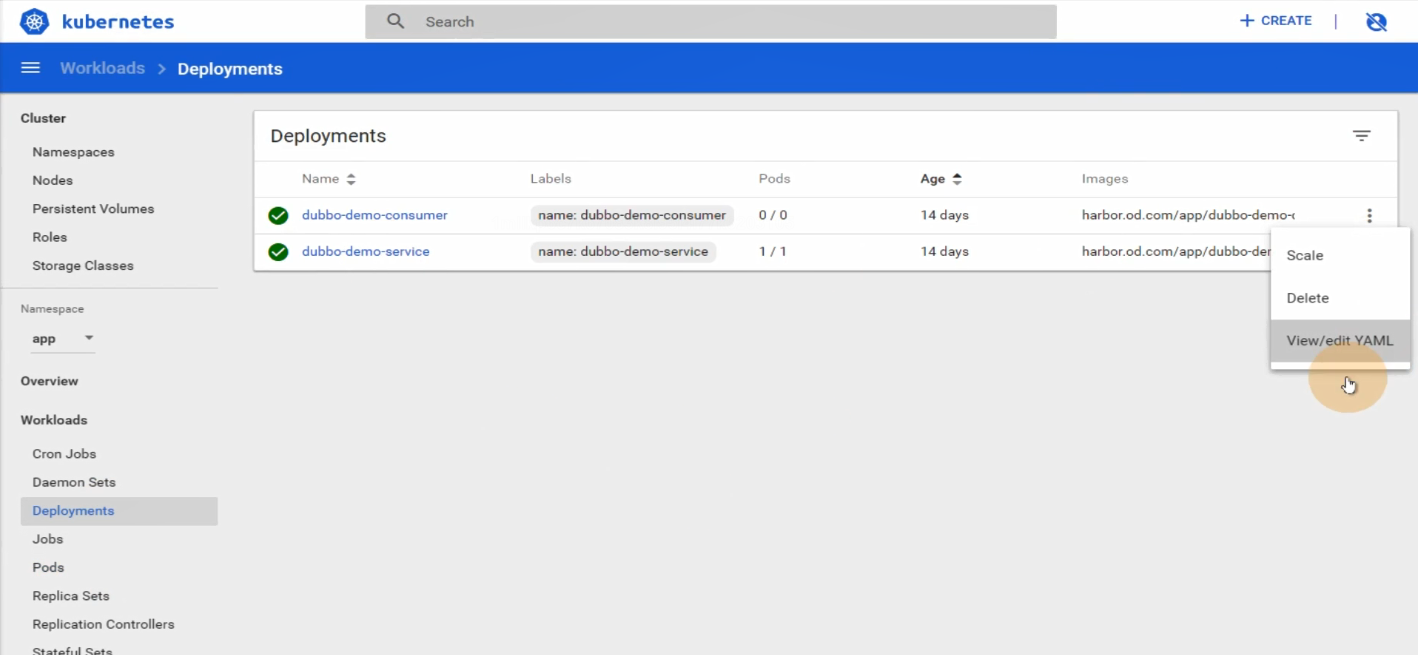 kubernetes
Search
+ CREATE |
Workloads > Deployments
Cluster
Namespaces
Nodes
Persistent Volumes
Roles
Storage Classes
Namespace
app
Overview
Workloads
Cron Jobs
Daemon Sets
Deployments
Jobs
Pods
Replica Sets
Replication Controllers
Stateful Sets
Deployments
Name Labels Pods Age Images
dubbo-demo-consumer name: dubbo-demo-consumer 0 / 0 14 days harbor.od.com/app/dubbo-demo-
dubbo-demo-service name: dubbo-demo-service 1 / 1 14 days harbor.od.com/app/dubbo-der
Scale
Delete
View/edit YAML